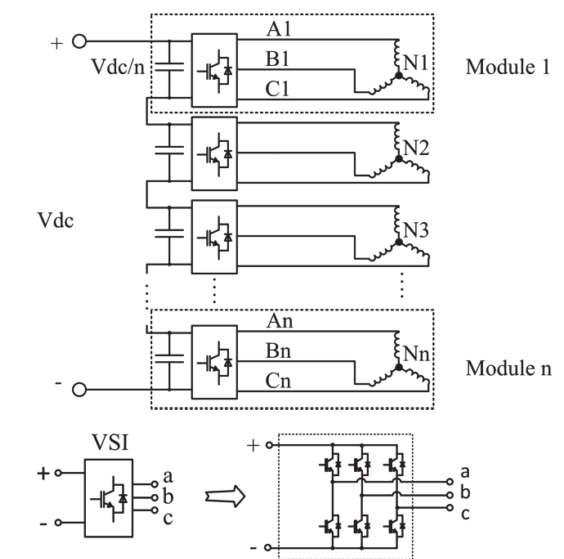 A1
+
B1
N1
Vdc/n
Module 1
C1
N2
Vdc
N3
An
Bn
Nn
Module n
-
Cn
VSI
+
a
b
c
-
+
a
b
c
-